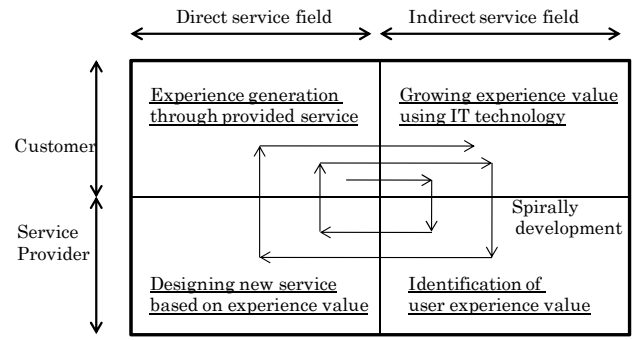 Direct service field
Indirect service field
Experience generation
through provided service
Growing experience value
using IT technology
Customer
Service
Provider
Spirally
development
Designing new service
based on experience value
Identification of
user experience value